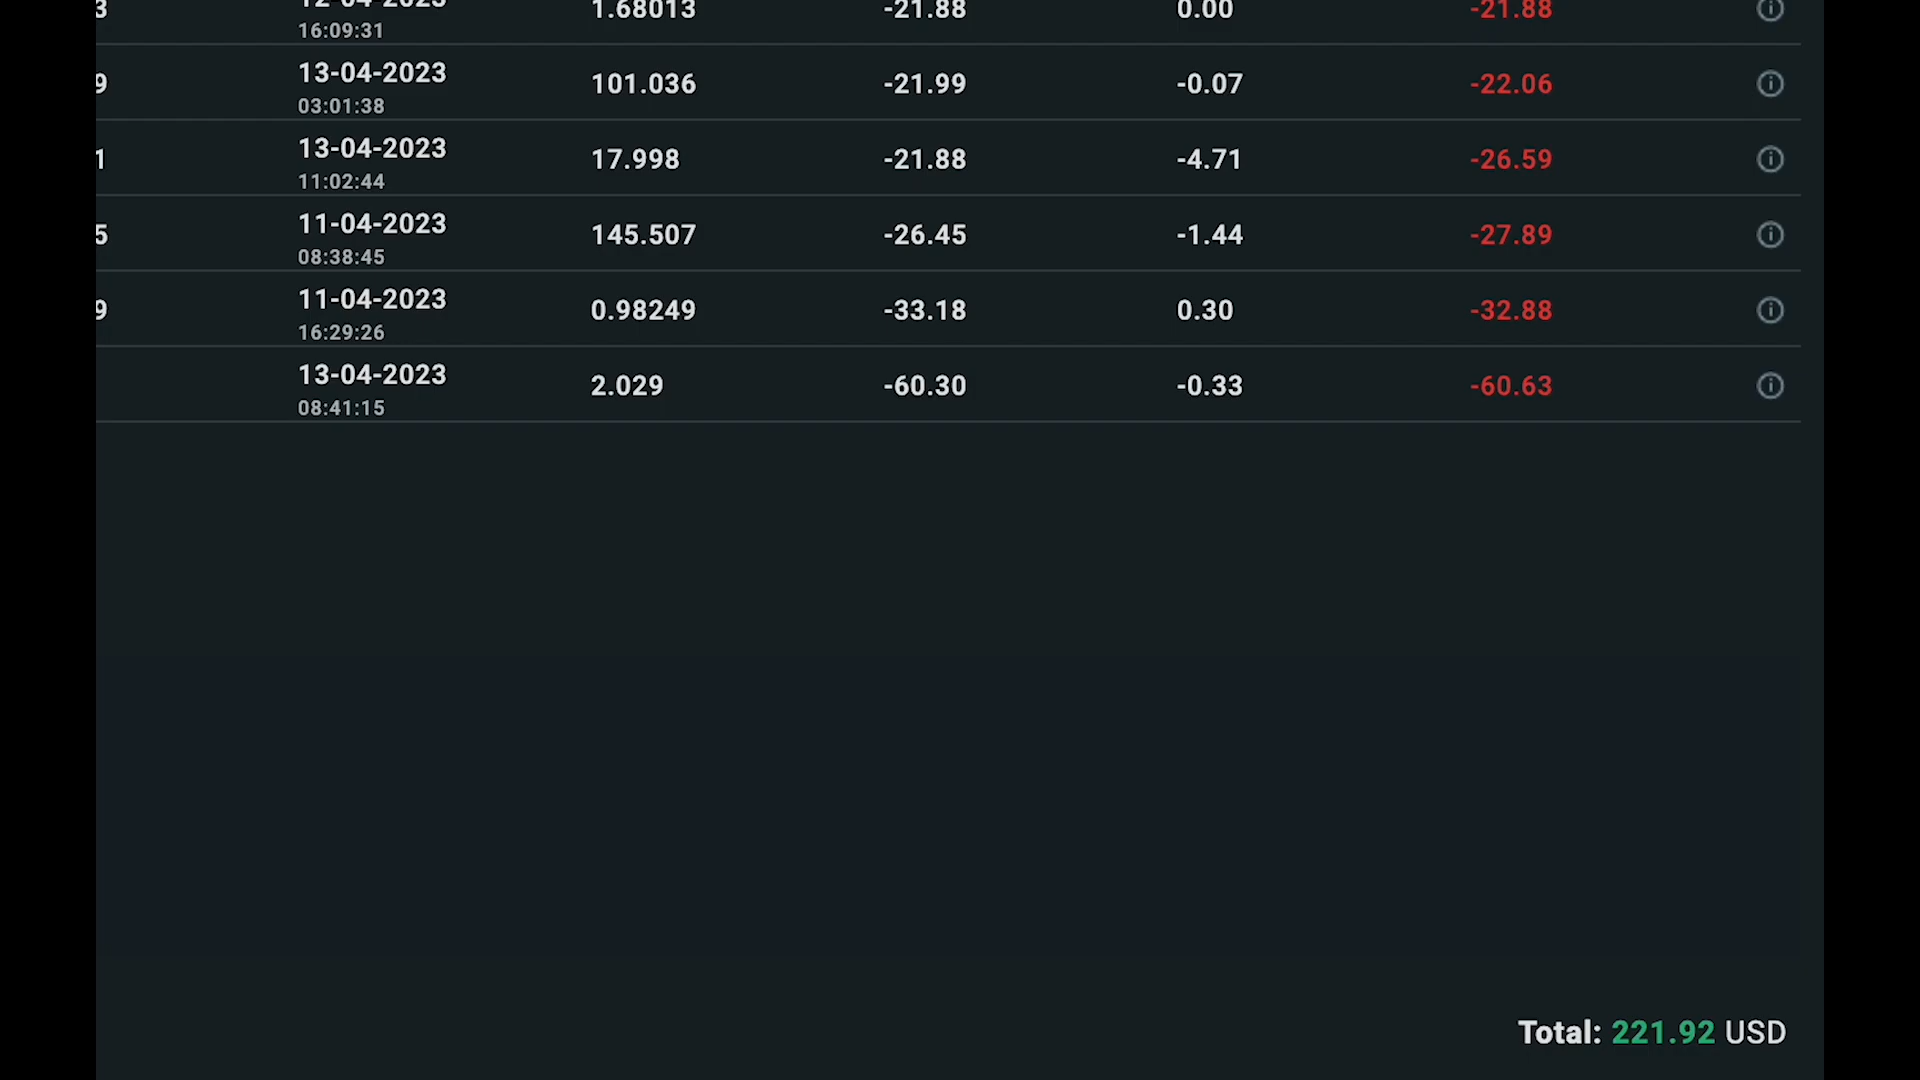 3 12-04-2023 1.68013 -21.88 0.00 -21.88
16:09:31
9 13-04-2023 101.036 -21.99 -0.07 -22.06
03:01:38
1 13-04-2023 17.998 -21.88 -4.71 -26.59
11:02:44
5 11-04-2023 145.507 -26.45 -1.44 -27.89
08:38:45
9 11-04-2023 0.98249 -33.18 0.30 -32.88
16:29:26
13-04-2023 2.029 -60.30 -0.33 -60.63
08:41:15
Total: 221.92 USD